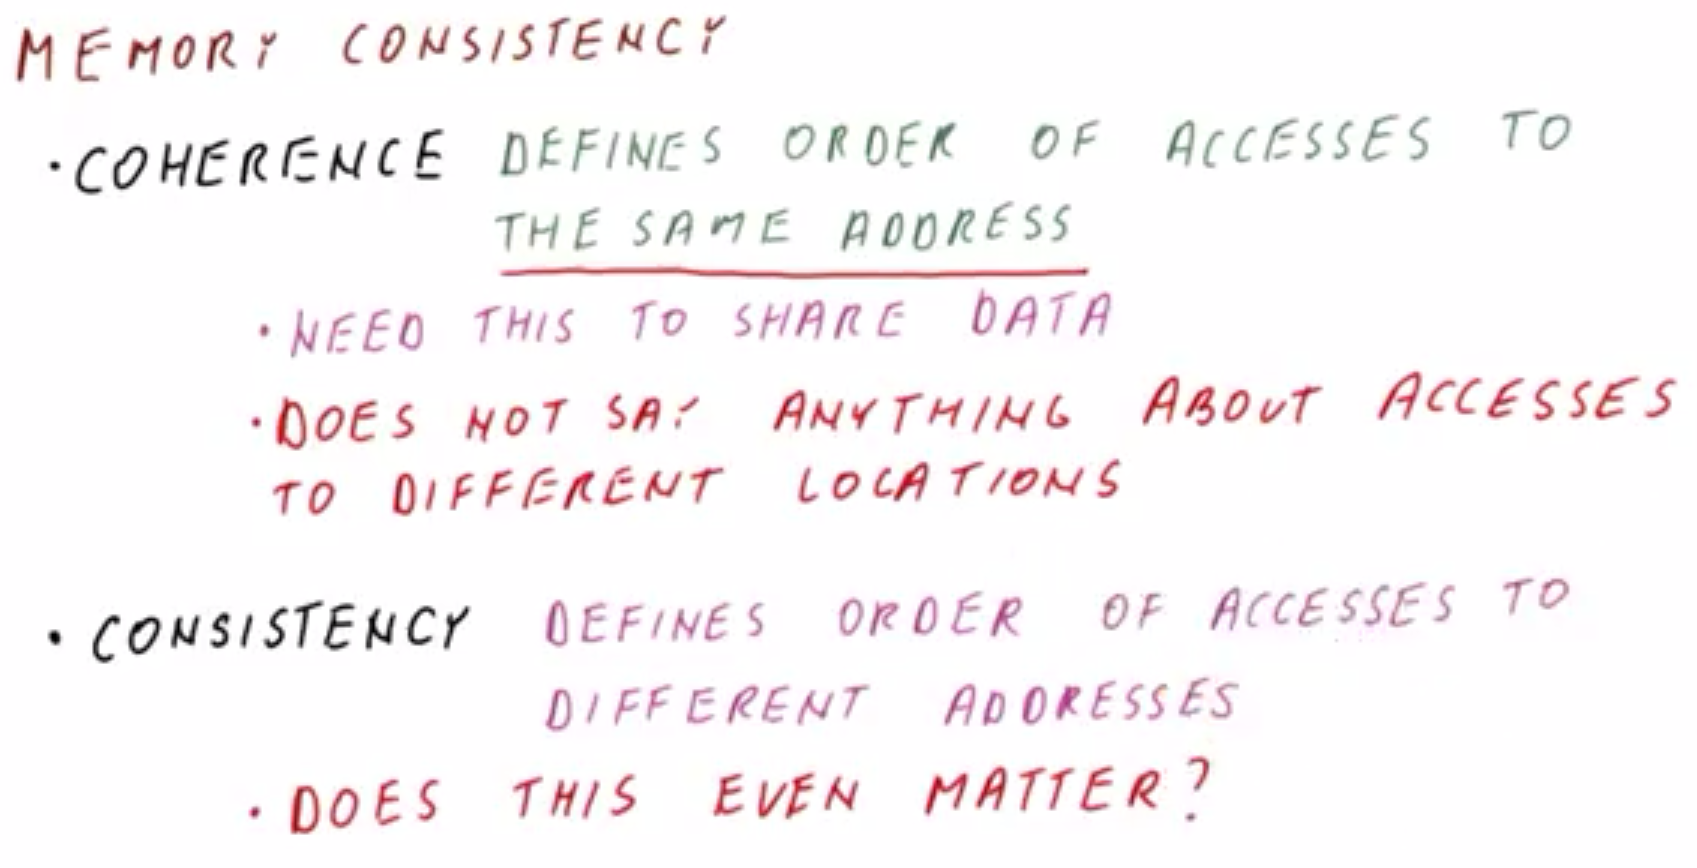 MEMORY CONSISTENCY
· COHERENCE DEFINES ORDER OF ACCESSES TO
THE SAME ADDRESS
· NEED THIS TO SHARE DATA
· DOES NOT SAY ANYTHING ABOUT ACCESSES
TO DIFFERENT LOCATIONS
· CONSISTENCY DEFINES ORDER OF ACCESSES TO
DIFFERENT ADDRESSES
· DOES THIS EVEN MATTER?